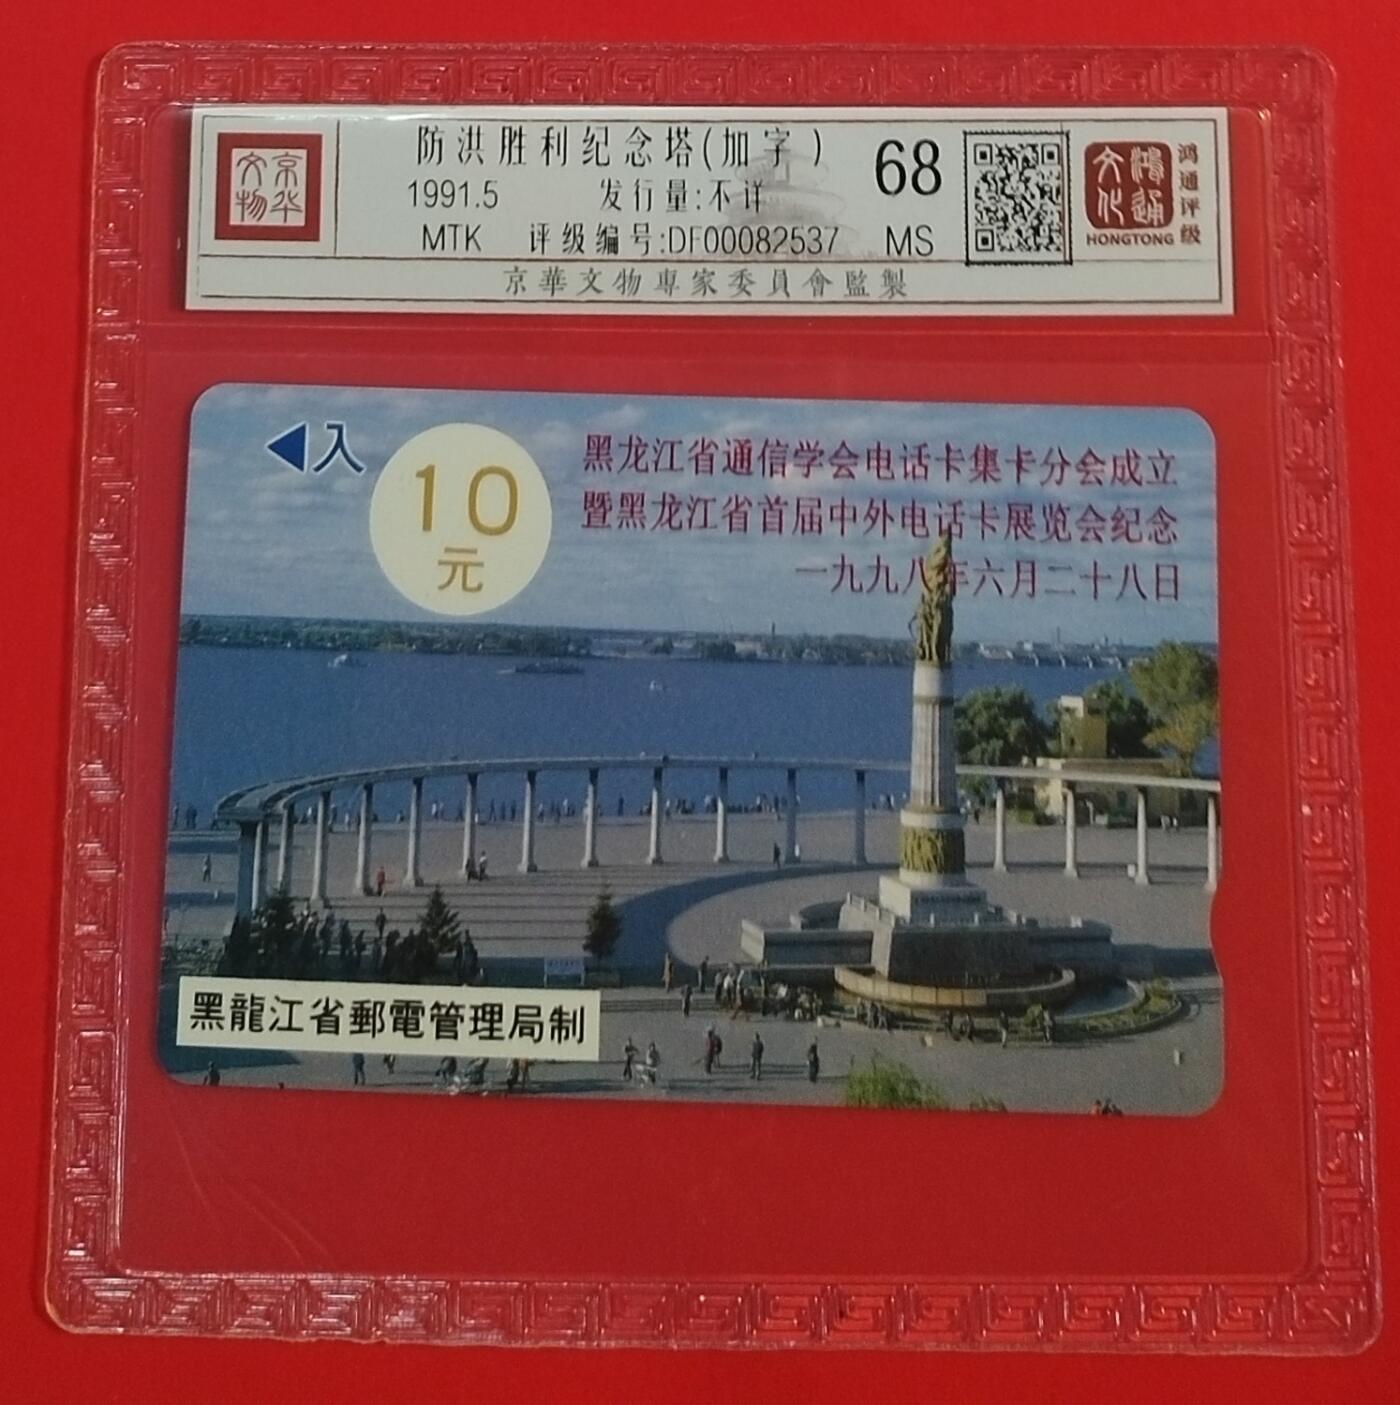 京华文物
防洪胜利纪念塔(加字)
1991.5 发行量:不详
MTK 评级编号:DF00082537
68
MS
鸿通文化
HONGTONG
鸿通评级
京華文物專家委員會監製
入
10
元
黑龙江省通信学会电话卡集卡分会成立
暨黑龙江省首届中外电话卡展览会纪念
一九九八年六月二十八日
黑龍江省郵電管理局制